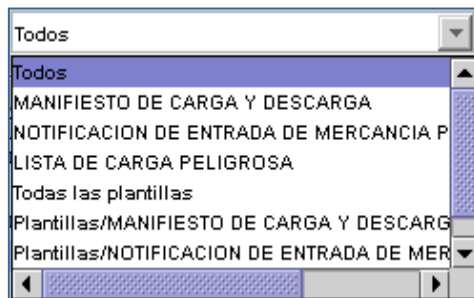 Todos
Todos
MANIFIESTO DE CARGA Y DESCARGA
NOTIFICACION DE ENTRADA DE MERCANCIA P
LISTA DE CARGA PELIGROSA
Todas las plantillas
Plantillas/MANIFIESTO DE CARGA Y DESCARG
Plantillas/NOTIFICACION DE ENTRADA DE MER